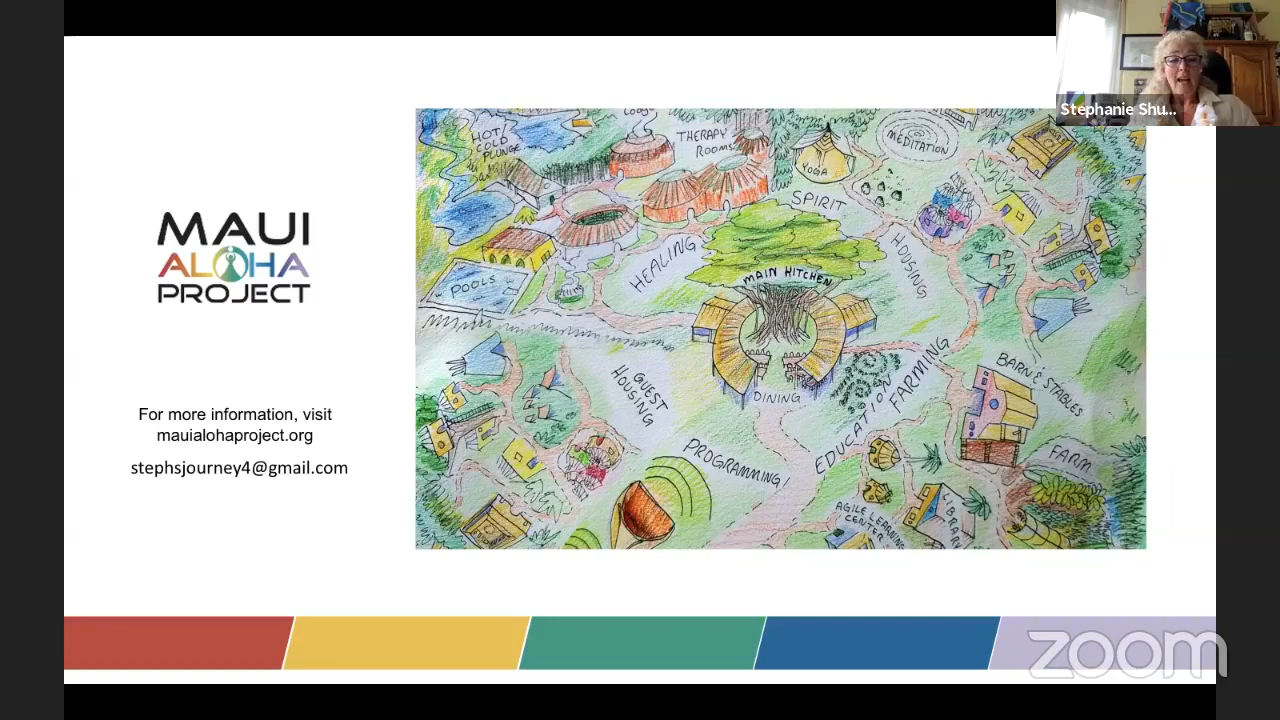 Stephanie Shu...
MAUI
ALOHA
PROJECT
For more information, visit
mauialohaproject.org
stephsjourney4@gmail.com
HOT/
COLD
PLUNGE
THERAPY
ROOMS
YOGA
MEDITATION
SPIRIT
HEALING
HOUSING
MAIN KITCHEN
POOLS
DINING
GUEST
HOUSING
EDUCATION
FARMING
BARN & STABLES
PROGRAMMING!
FARM
AGILE LEARNING
CENTER
LIBRARY
zoom